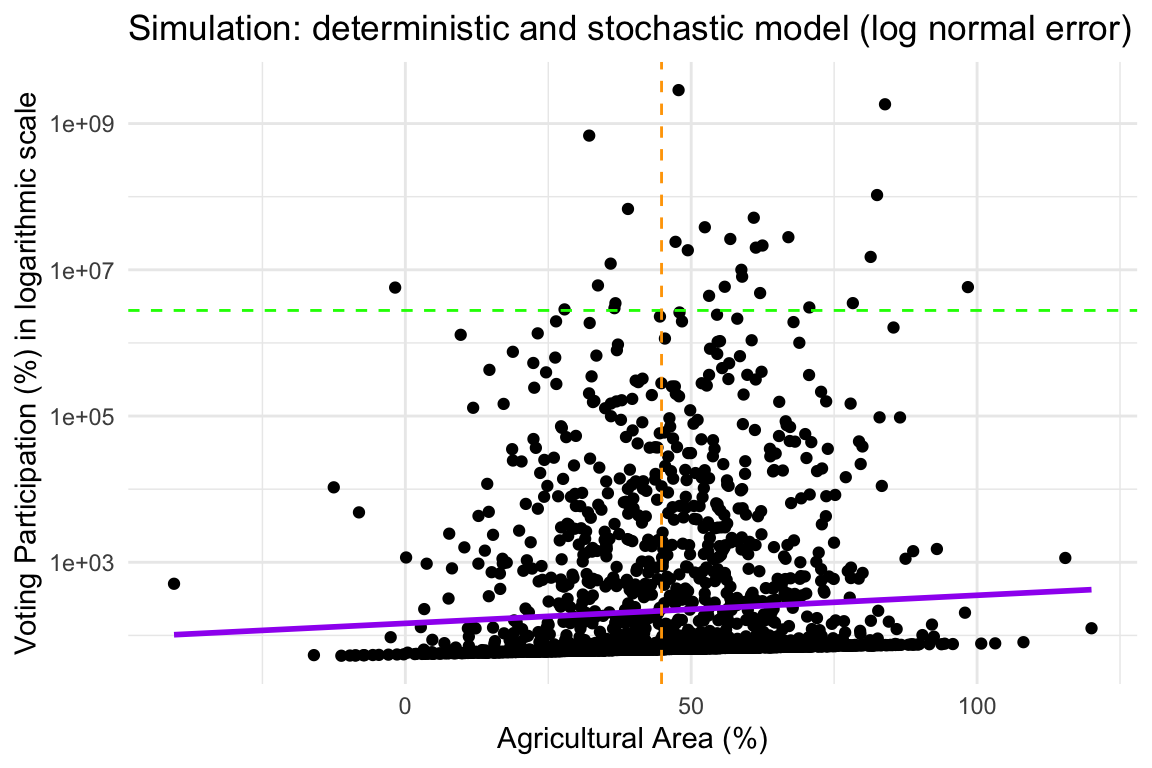 Simulation: deterministic and stochastic model (log normal error)
Voting Participation (%) in logarithmic scale
1e+09
1e+07
1e+05
1e+03
0
50
100
Agricultural Area (%)